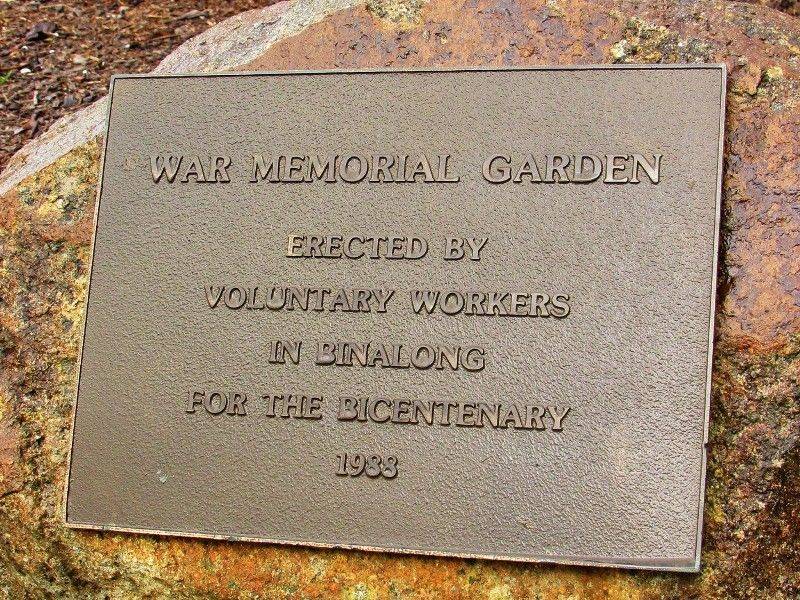 WAR MEMORIAL GARDEN
ERECTED BY
VOLUNTARY WORKERS
IN BINALONG
FOR THE BICENTENARY
1988